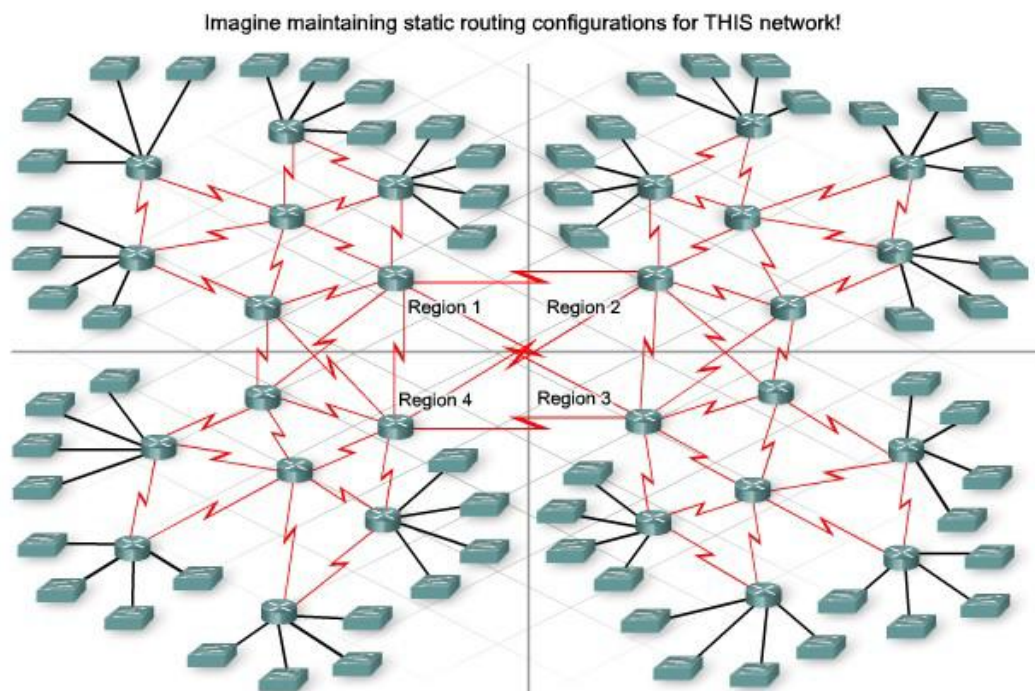 Imagine maintaining static routing configurations for THIS network!
Region 1
Region 2
Region 4
Region 3